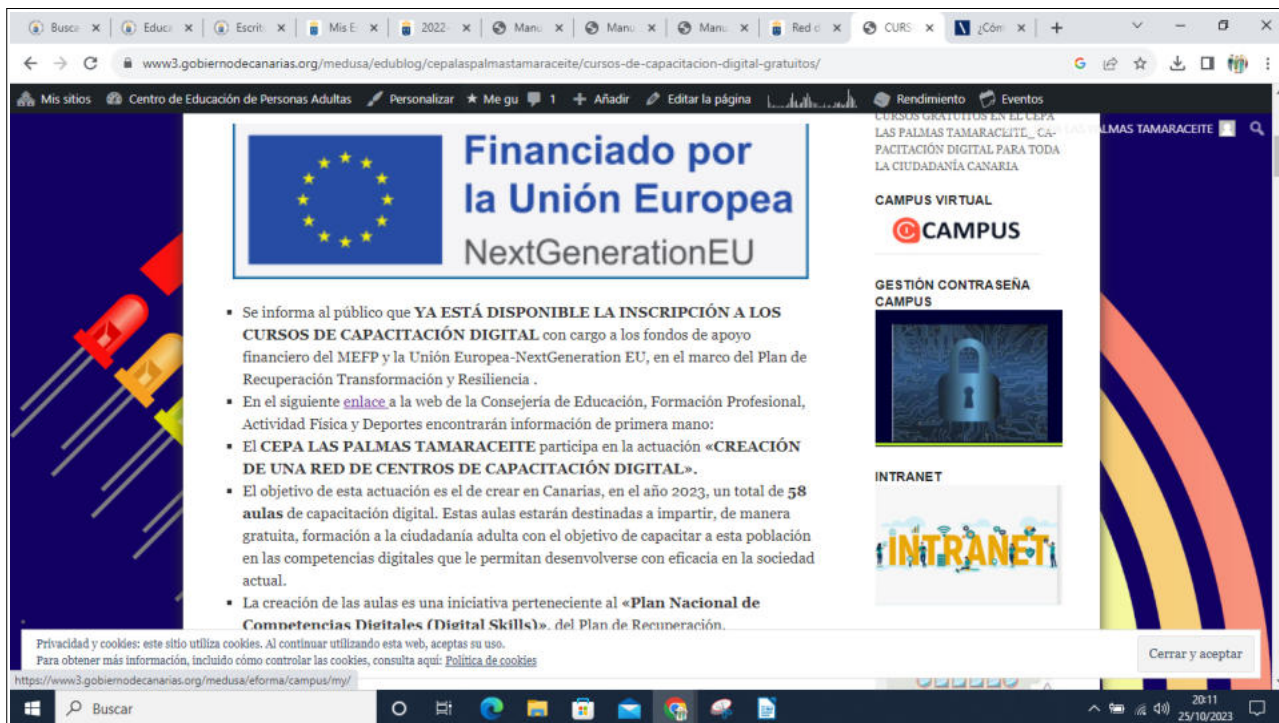 Busca
Educa
Escrit
Mis E
2022-
Manu
Manu
Manu
Red d
CURS
¿Cóm
www3.gobiernodecanarias.org/medusa/edublog/cepalaspalmastamaraceite/cursos-de-capacitacion-digital-gratuitos/
Mis sitios Centro de Educación de Personas Adultas Personalizar Me gu 1 Añadir Editar la página Rendimiento Eventos
LMAS TAMARACEITE
Financiado por
la Unión Europea
NextGenerationEU
Se informa al público que YA ESTÁ DISPONIBLE LA INSCRIPCIÓN A LOS
CURSOS DE CAPACITACIÓN DIGITAL con cargo a los fondos de apoyo
financiero del MEFP y la Unión Europea-NextGeneration EU, en el marco del Plan de
Recuperación Transformación y Resiliencia .
En el siguiente enlace a la web de la Consejería de Educación, Formación Profesional,
Actividad Física y Deportes encontrarán información de primera mano:
El CEPA LAS PALMAS TAMARACEITE participa en la actuación «CREACIÓN
DE UNA RED DE CENTROS DE CAPACITACIÓN DIGITAL».
El objetivo de esta actuación es el de crear en Canarias, en el año 2023, un total de 58
aulas de capacitación digital. Estas aulas estarán destinadas a impartir, de manera
gratuita, formación a la ciudadanía adulta con el objetivo de capacitar a esta población
en las competencias digitales que le permitan desenvolverse con eficacia en la sociedad
actual.
La creación de las aulas es una iniciativa perteneciente al «Plan Nacional de
Competencias Digitales (Digital Skills)», del Plan de Recuperación,
CURSOS GRATUITOS EN EL CEPA
LAS PALMAS TAMARACEITE_ CA-
PACITACIÓN DIGITAL PARA TODA
LA CIUDADANÍA CANARIA
CAMPUS VIRTUAL
CAMPUS
GESTIÓN CONTRASEÑA
CAMPUS
INTRANET
INTRANET
Privacidad y cookies: este sitio utiliza cookies. Al continuar utilizando esta web, aceptas su uso.
Para obtener más información, incluido cómo controlar las cookies, consulta aquí: Política de cookies
Cerrar y aceptar
https://www3.gobiernodecanarias.org/medusa/eforma/campus/my/
Buscar
20:11
25/10/2023